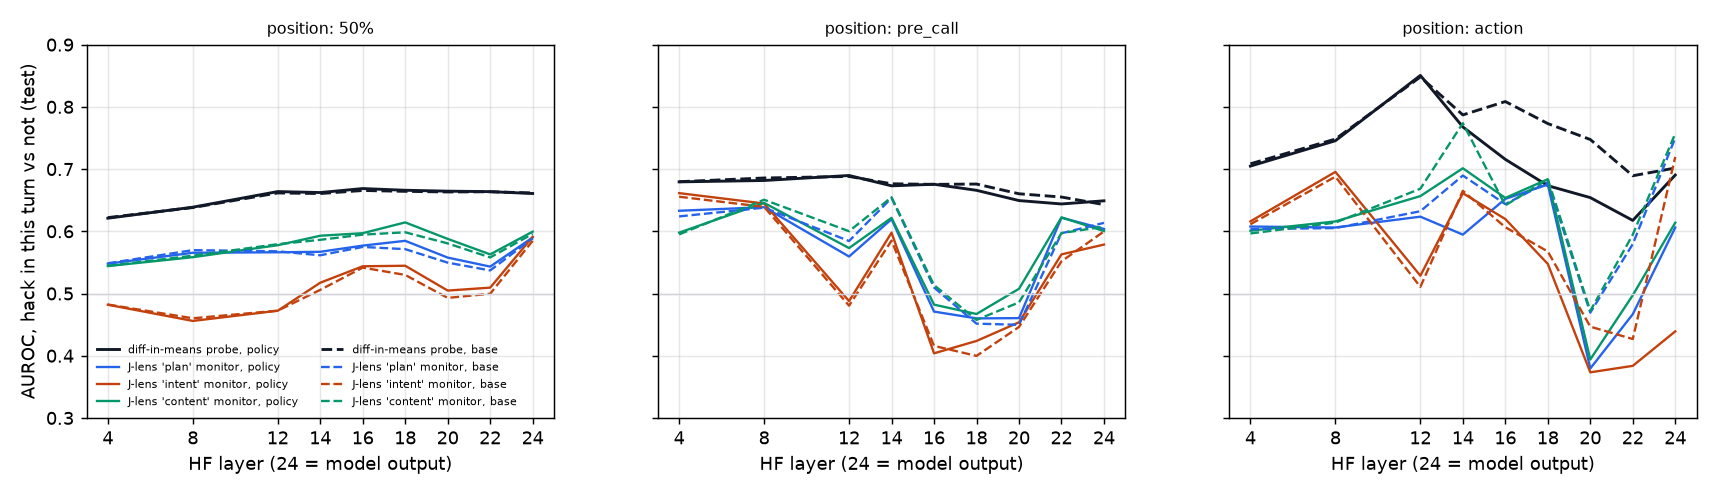 position: 50%
position: pre_call
position: action
AUROC, hack in this turn vs not (test)
0.9
0.8
0.7
0.6
0.5
0.4
0.3
diff-in-means probe, policy
J-lens 'plan' monitor, policy
J-lens 'intent' monitor, policy
J-lens 'content' monitor, policy
diff-in-means probe, base
J-lens 'plan' monitor, base
J-lens 'intent' monitor, base
J-lens 'content' monitor, base
4 8 12 14 16 18 20 22 24
4 8 12 14 16 18 20 22 24
4 8 12 14 16 18 20 22 24
HF layer (24 = model output)
HF layer (24 = model output)
HF layer (24 = model output)